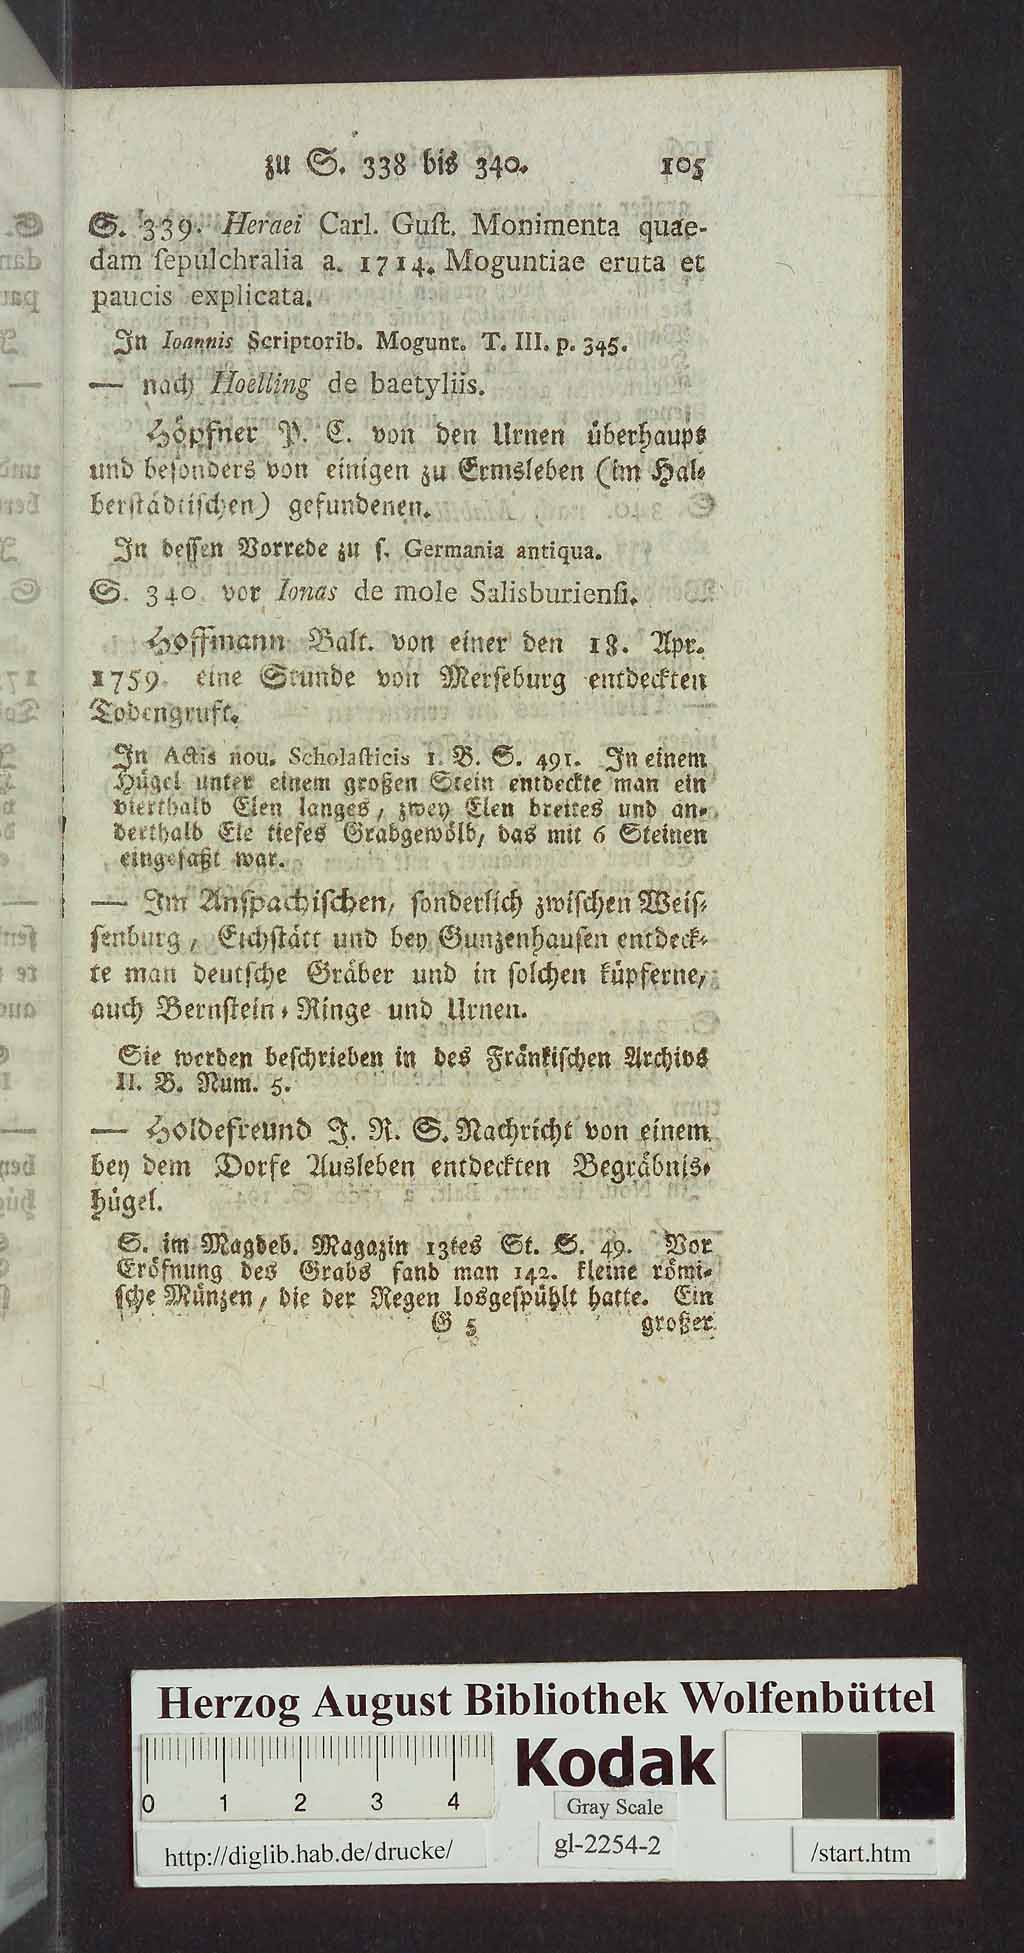 zu S. 338 bis 340. 105
S. 339. Heraei Carl. Guſt. Monimenta quae-
dam ſepulchralia a. 1714. Moguntiae eruta et
paucis explicata.
In Ioannis Scriptorib. Mogunt. T. III. p. 345.
— nach Hoelling de baetyliis.
Höpfner P. C. von den Urnen überhaupt
und beſonders von einigen zu Ermsleben (im Hal-
berſtädtiſchen) gefundenen.
In deſſen Vorrede zu ſ. Germania antiqua.
S. 340 vor Ionas de mole Salisburienſi.
Hoffmann Balt. von einer den 18. Apr.
1759. eine Stunde von Merſeburg entdeckten
Todengruft.
In Actis nou. Scholaſticis 1. B. S. 491. In einem
Hügel unter einem großen Stein entdeckte man ein
vierthalb Elen langes, zwey Elen breites und an-
derthalb Ele tiefes Grabgewölb, das mit 6 Steinen
eingefaßt war.
— Im Anſpachiſchen, ſonderlich zwiſchen Weiſ-
ſenburg, Eichſtätt und bey Gunzenhauſen entdeck-
te man deutſche Gräber und in ſolchen küpferne,
auch Bernſtein-Ringe und Urnen.
Sie werden beſchrieben in des Fränkiſchen Archivs
II. B. Num. 5.
— Holdefreund J. R. S. Nachricht von einem
bey dem Dorfe Ausleben entdeckten Begräbnis-
hügel.
S. im Magdeb. Magazin 13tes St. S. 49. Vor
Eröfnung des Grabs fand man 142. kleine römi-
ſche Münzen, die der Regen losgeſpühlt hatte. Ein
G 5 großer
Herzog August Bibliothek Wolfenbüttel
0 1 2 3 4
Kodak
Gray Scale
http://diglib.hab.de/drucke/ gl-2254-2 /start.htm